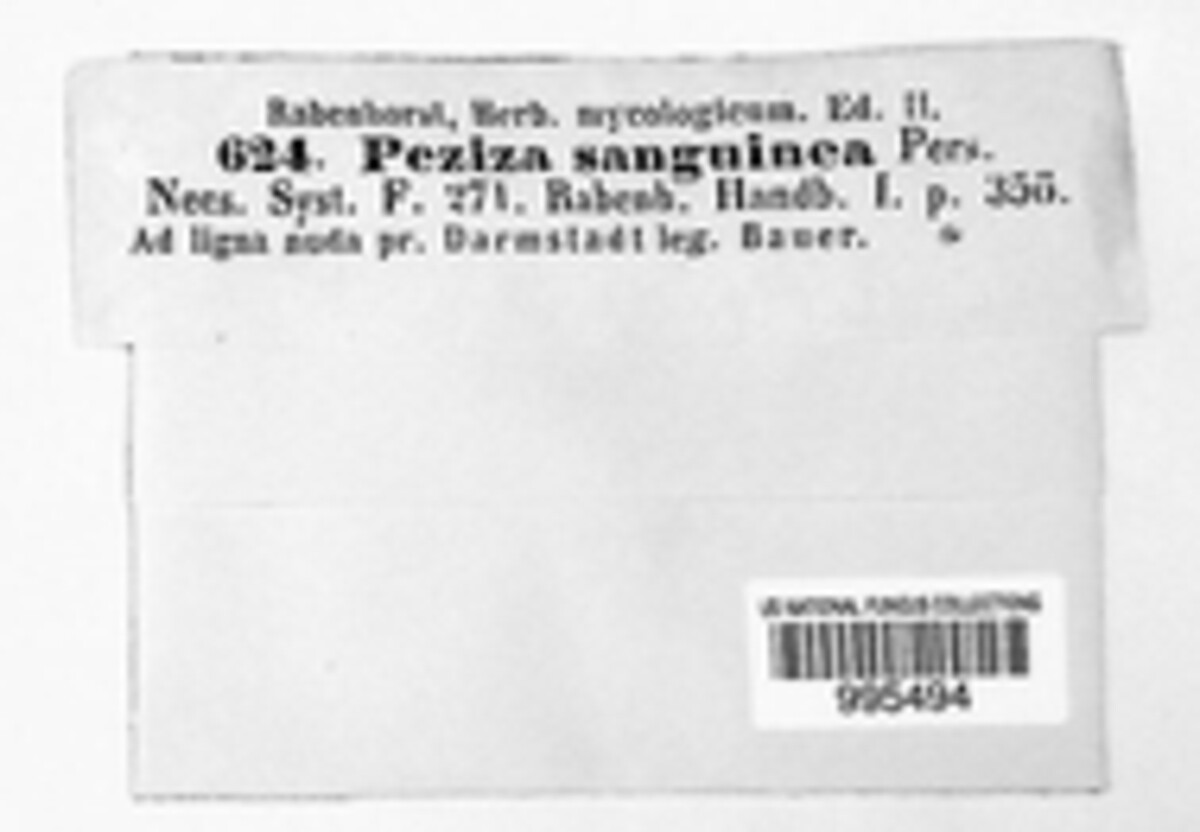 Rabenhorst, Herb. mycologicum. Ed. II.
624. Peziza sanguinea Pers.
Nees. Syst. F. 271. Rabenh. Handb. I. p. 355.
Ad ligna nuda pr. Darmstadt leg. Bauer. *
US NATIONAL FUNGUS COLLECTIONS
995494